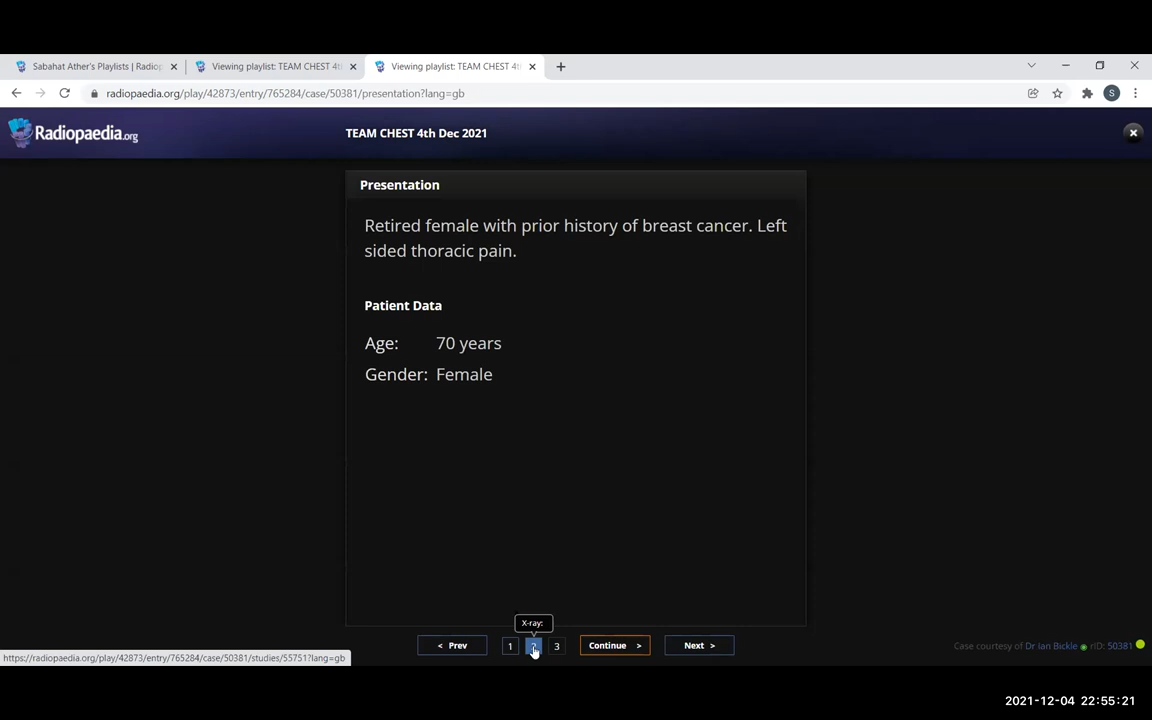 Sabahat Ather's Playlists | Radiop
Viewing playlist: TEAM CHEST 4t
Viewing playlist: TEAM CHEST 4t
radiopaedia.org/play/42873/entry/765284/case/50381/presentation?lang=gb
S
Radiopaedia.org
TEAM CHEST 4th Dec 2021
Presentation
Retired female with prior history of breast cancer. Left
sided thoracic pain.
Patient Data
Age: 70 years
Gender: Female
X-ray:
< Prev 1 2 3 Continue > Next >
Case courtesy of Dr Ian Bickle rID: 50381
https://radiopaedia.org/play/42873/entry/765284/case/50381/studies/55751?lang=gb
2021-12-04 22:55:21